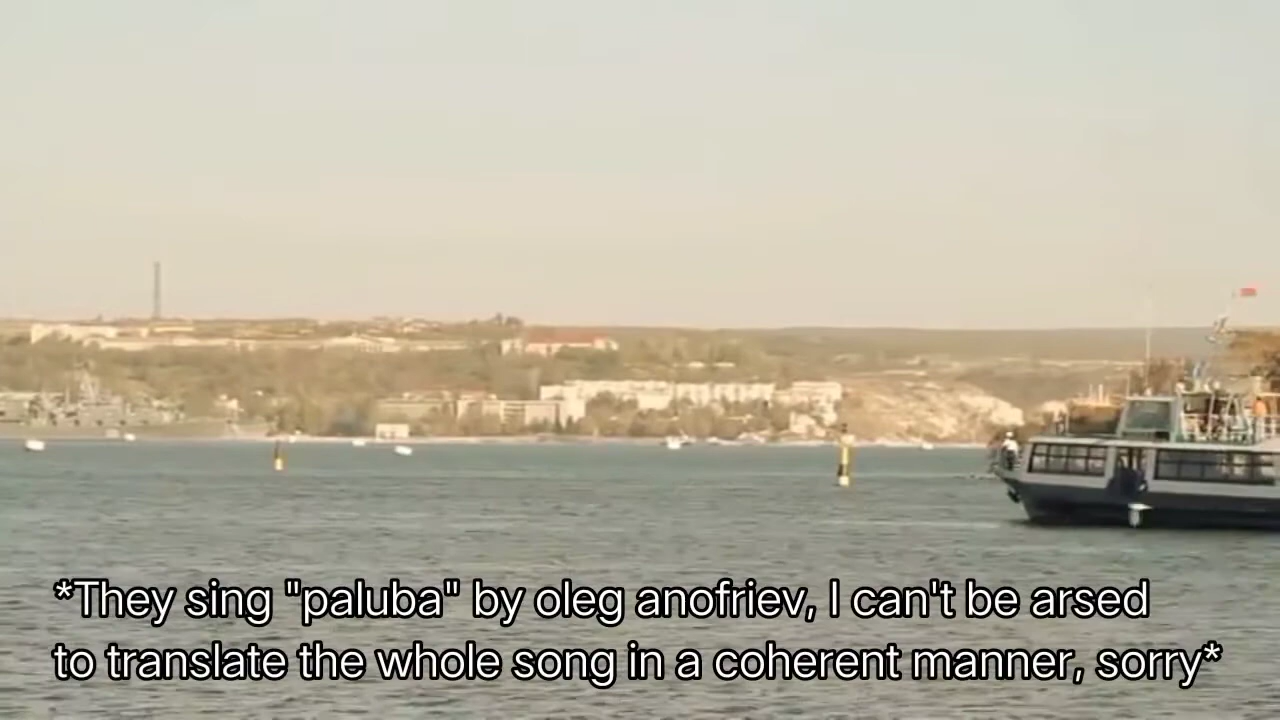 *They sing "paluba" by oleg anofriev, I can't be arsed
to translate the whole song in a coherent manner, sorry*